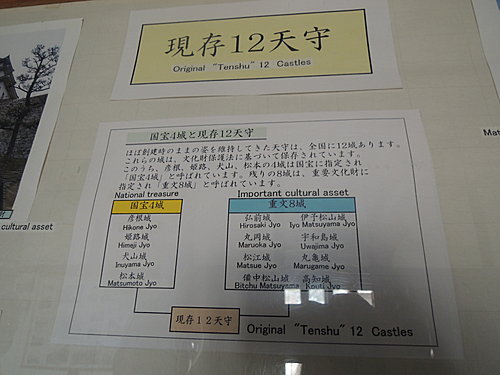 現存12天守
Original "Tenshu" 12 Castles
国宝4城と現存12天守
ほぼ創建時のままの姿を維持してきた天守は、全国に12城あります。
これらの城は、文化財保護法に基づいて保存されています。
このうち、彦根、姫路、犬山、松本の4城は国宝に指定され
「国宝4城」と呼ばれています。残りの8城は、重要文化財に
指定され「重文8城」と呼ばれています。
National treasure
国宝4城
彦根城
Hikone Jyo
姫路城
Himeji Jyo
犬山城
Inuyama Jyo
松本城
Matsumoto Jyo
Important cultural asset
重文8城
弘前城 伊予松山城
Hirosaki Jyo Iyo Matsuyama Jyo
丸岡城 宇和島城
Maruoka Jyo Uwajima Jyo
松江城 丸亀城
Matsue Jyo Marugame Jyo
備中松山城 高知城
Bitchu Matsuyama Kouti Jyo
現存12天守
Original "Tenshu" 12 Castles
cultural asset
Mat